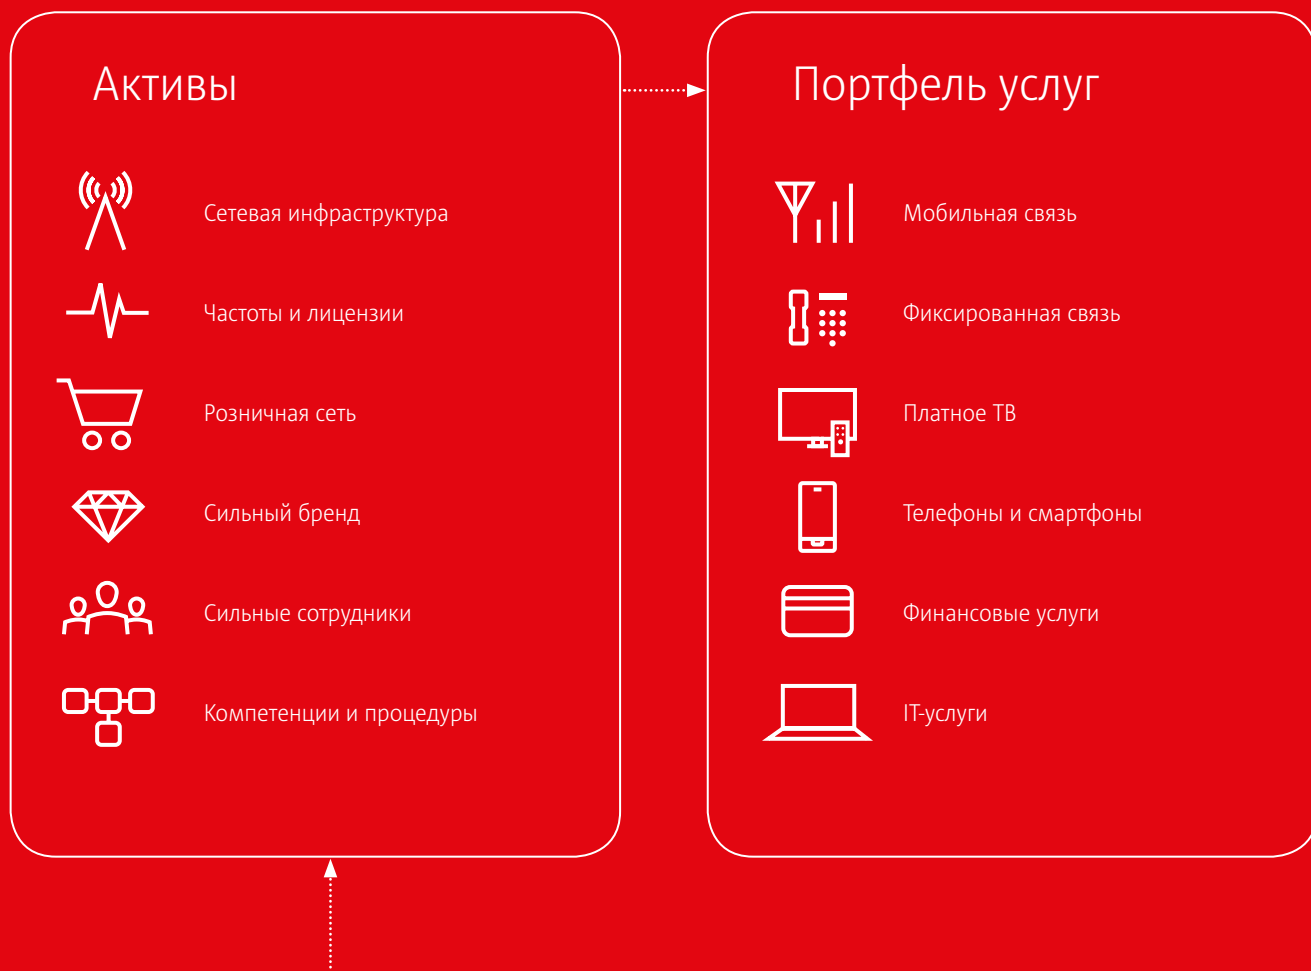 Активы
Сетевая инфраструктура
Частоты и лицензии
Розничная сеть
Сильный бренд
Сильные сотрудники
Компетенции и процедуры
Портфель услуг
Мобильная связь
Фиксированная связь
Платное ТВ
Телефоны и смартфоны
Финансовые услуги
IT-услуги